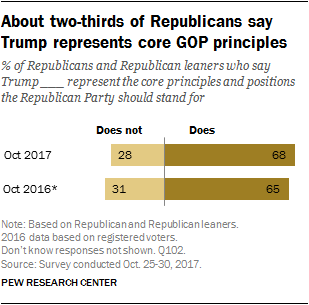 About two-thirds of Republicans say
Trump represents core GOP principles
% of Republicans and Republican leaners who say
Trump ___ represent the core principles and positions
the Republican Party should stand for
Does not Does
Oct 2017 28 68
Oct 2016* 31 65
Note: Based on Republican and Republican leaners.
2016 data based on registered voters.
Don't know responses not shown. Q102.
Source: Survey conducted Oct. 25-30, 2017.
PEW RESEARCH CENTER